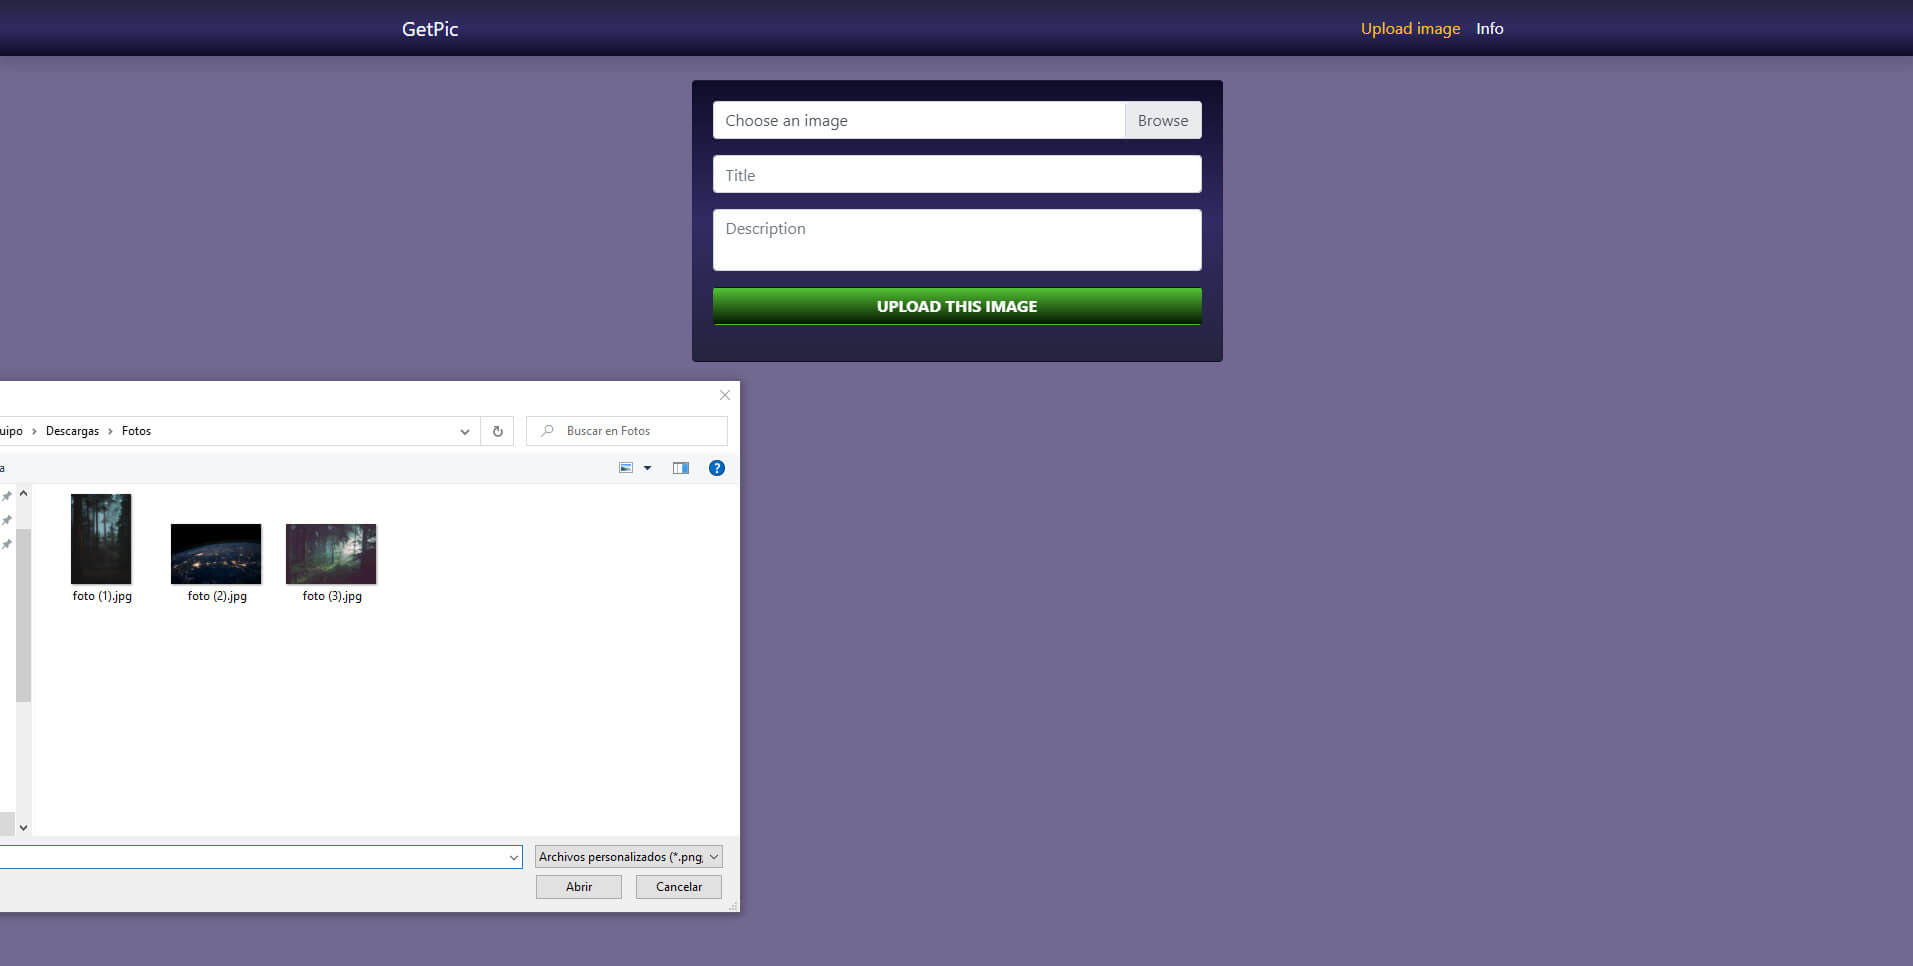 GetPic
Upload image Info
Choose an image Browse
Title
Description
UPLOAD THIS IMAGE
uipo > Descargas > Fotos
Buscar en Fotos
a
foto (1).jpg foto (2).jpg foto (3).jpg
Archivos personalizados (*.png,
Abrir Cancelar